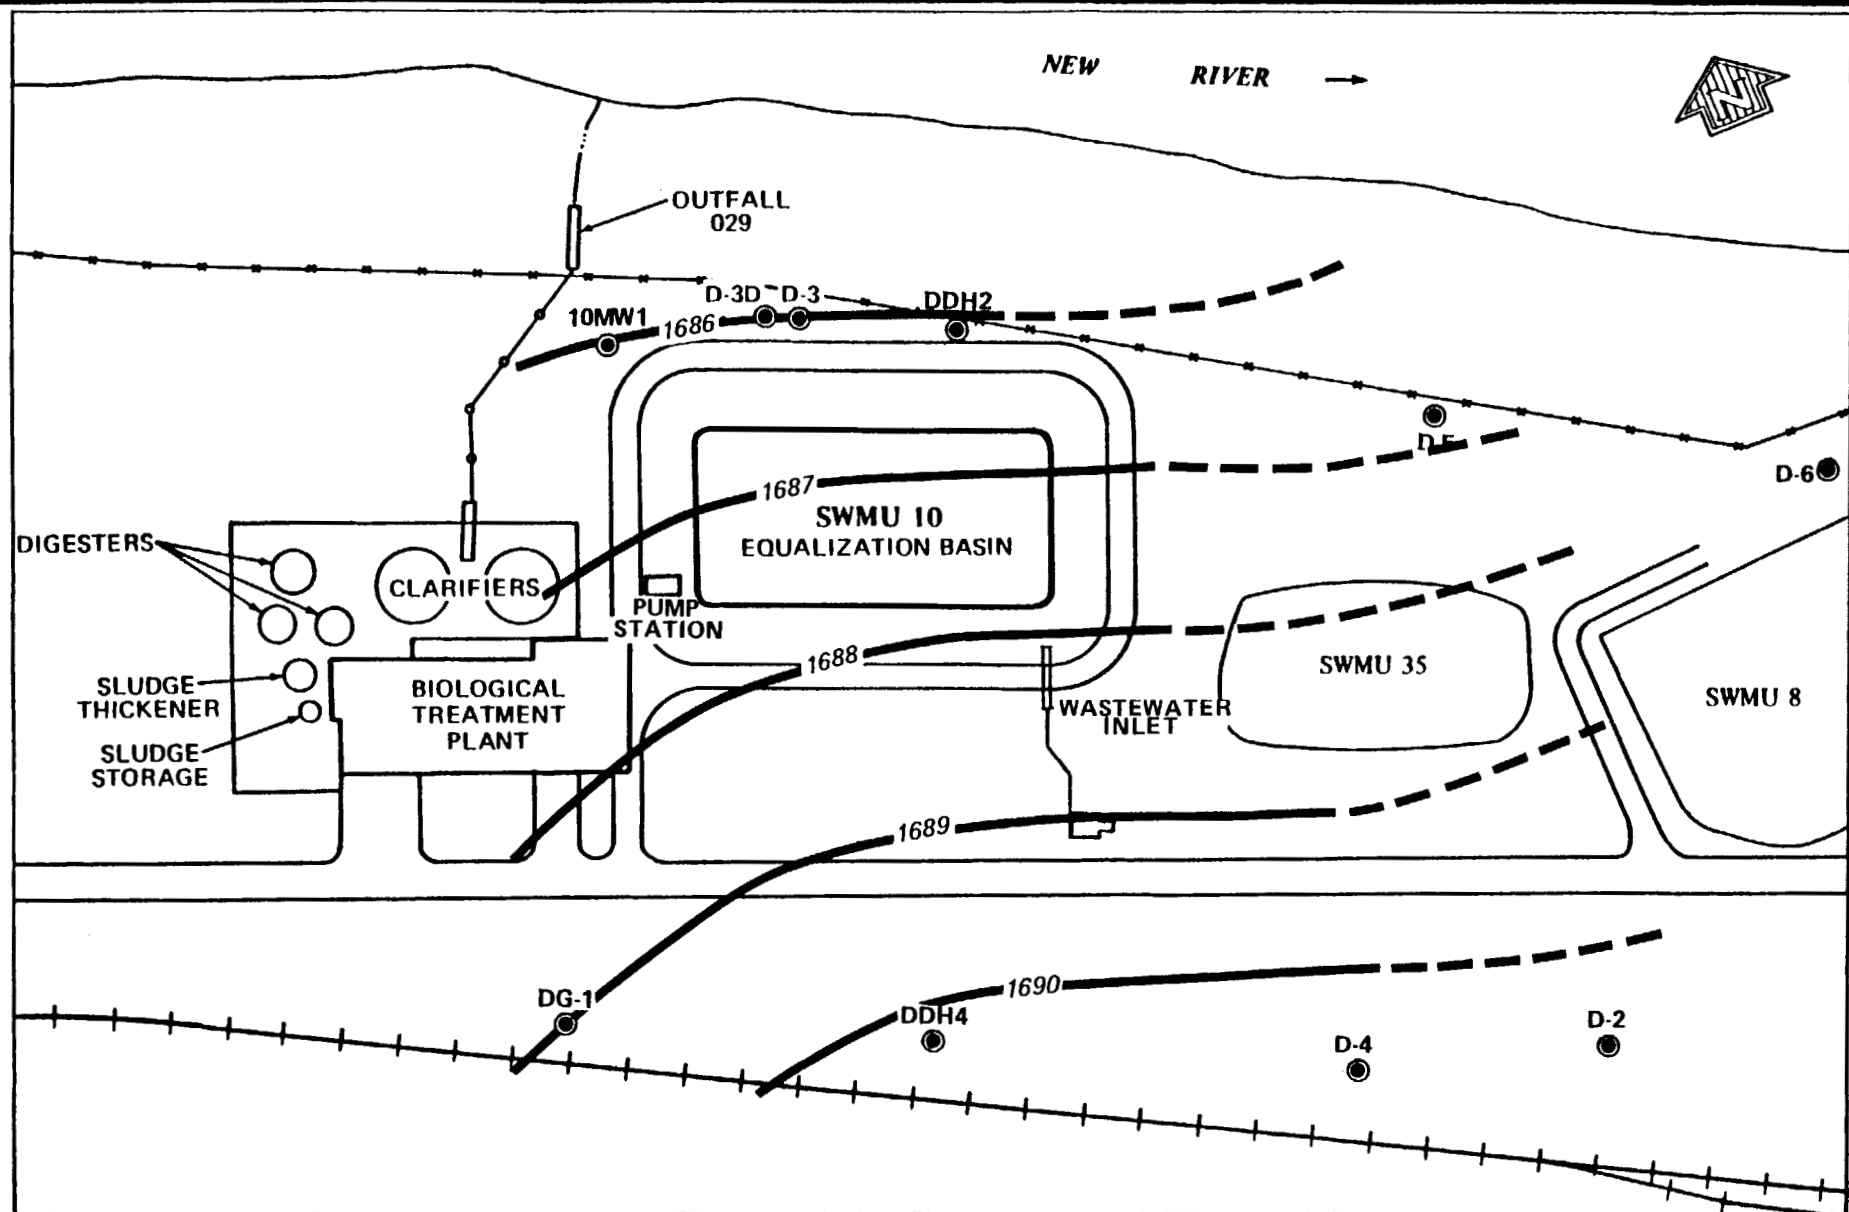 NEW RIVER
N
OUTFALL
029
D-3D
D-3
DDH2
10MW1
1686
D-5
D-6
1687
SWMU 10
EQUALIZATION BASIN
DIGESTERS
CLARIFIERS
PUMP
STATION
1688
SWMU 35
SWMU 8
SLUDGE
THICKENER
BIOLOGICAL
TREATMENT
PLANT
WASTEWATER
INLET
SLUDGE
STORAGE
1689
1690
DG-1
DDH4
D-4
D-2